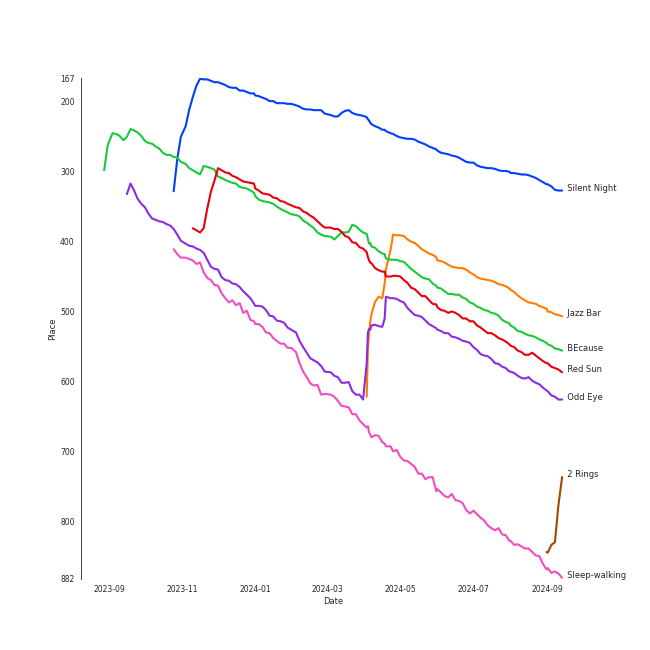 167
200
300
400
500
600
700
800
882
Place
2023-09
2023-11
2024-01
2024-03
2024-05
2024-07
2024-09
Date
Silent Night
Jazz Bar
BEcause
Red Sun
Odd Eye
2 Rings
Sleep-walking